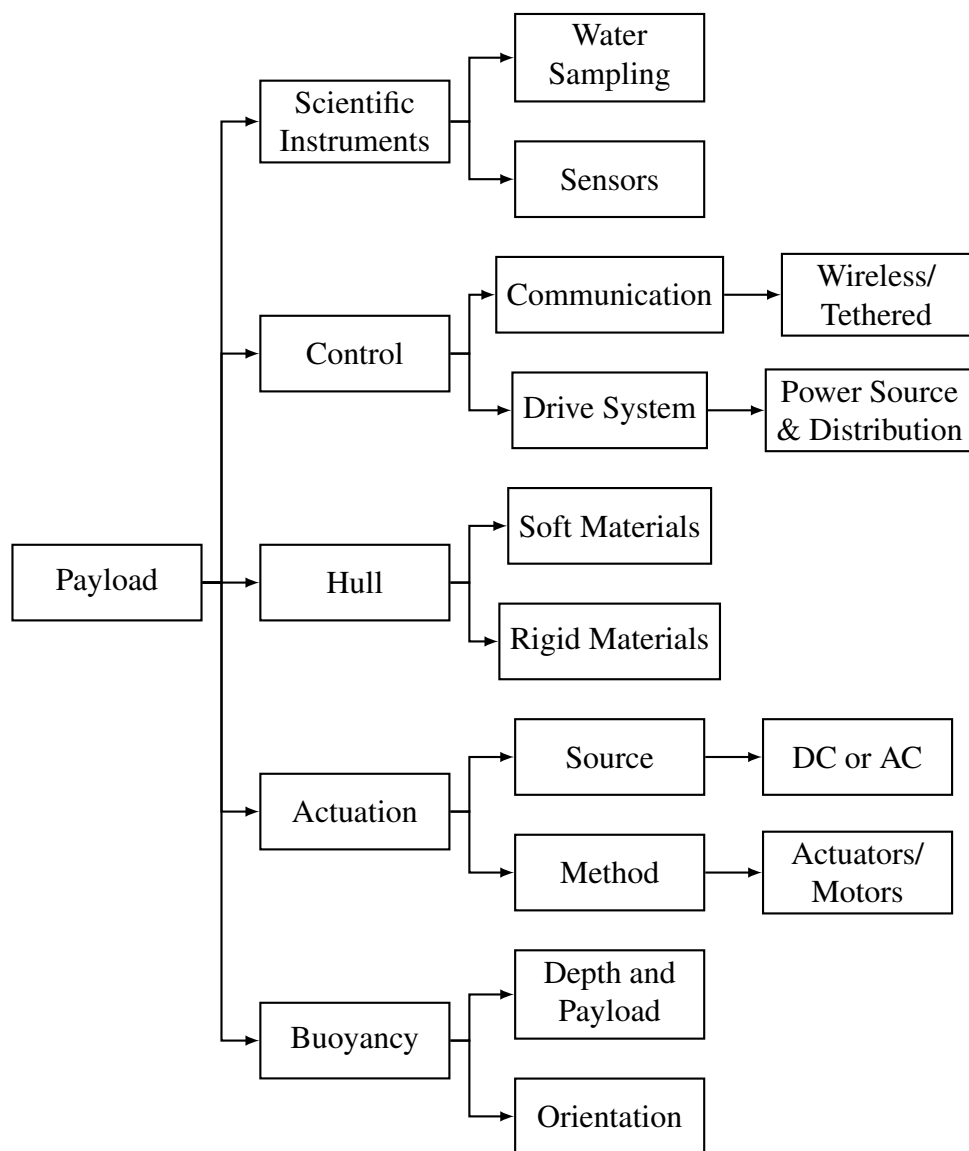 Water
Sampling
Scientific
Instruments
Sensors
Communication
Wireless/
Tethered
Control
Drive System
Power Source
& Distribution
Soft Materials
Payload
Hull
Rigid Materials
Source
DC or AC
Actuation
Method
Actuators/
Motors
Depth and
Payload
Buoyancy
Orientation